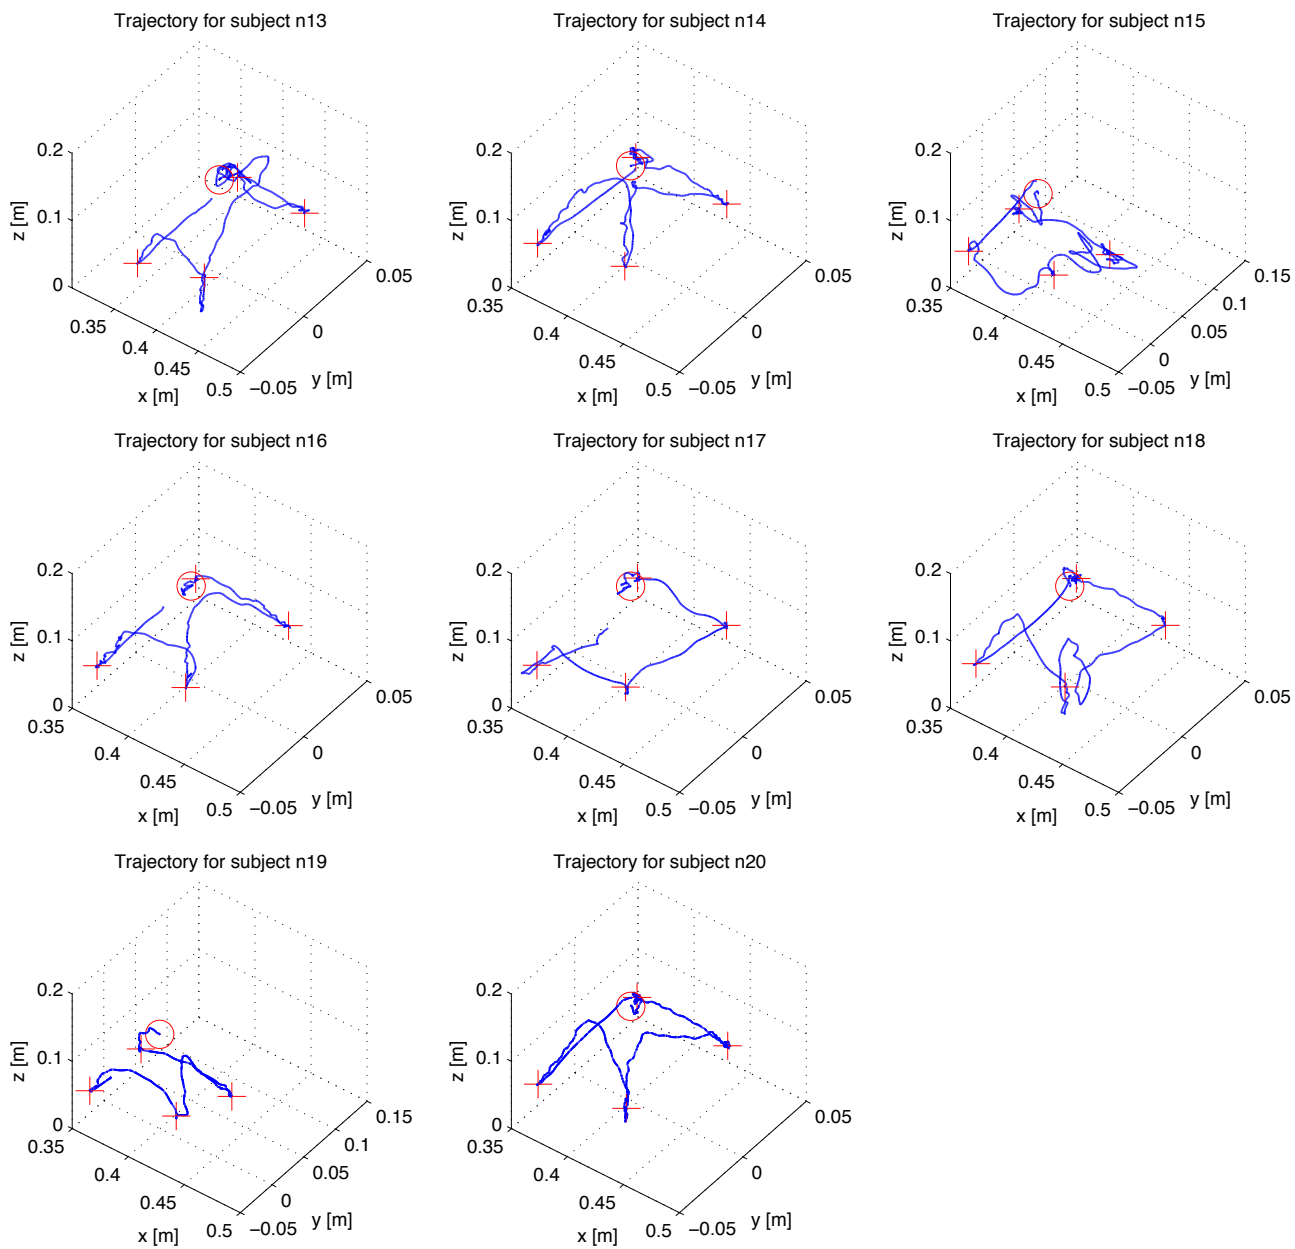 Trajectory for subject n13
0.2
0.1
0
z [m]
0.35
0.4
0.45
0.5
x [m]
−0.05
0
0.05
y [m]
Trajectory for subject n14
0.2
0.1
0
z [m]
0.35
0.4
0.45
0.5
x [m]
−0.05
0
0.05
y [m]
Trajectory for subject n15
0.2
0.1
0
z [m]
0.35
0.4
0.45
0.5
x [m]
−0.05
0
0.05
0.1
0.15
y [m]
Trajectory for subject n16
0.2
0.1
0
z [m]
0.35
0.4
0.45
0.5
x [m]
−0.05
0
0.05
y [m]
Trajectory for subject n17
0.2
0.1
0
z [m]
0.35
0.4
0.45
0.5
x [m]
−0.05
0
0.05
y [m]
Trajectory for subject n18
0.2
0.1
0
z [m]
0.35
0.4
0.45
0.5
x [m]
−0.05
0
0.05
y [m]
Trajectory for subject n19
0.2
0.1
0
z [m]
0.35
0.4
0.45
0.5
x [m]
−0.05
0
0.05
0.1
0.15
y [m]
Trajectory for subject n20
0.2
0.1
0
z [m]
0.35
0.4
0.45
0.5
x [m]
−0.05
0
0.05
y [m]